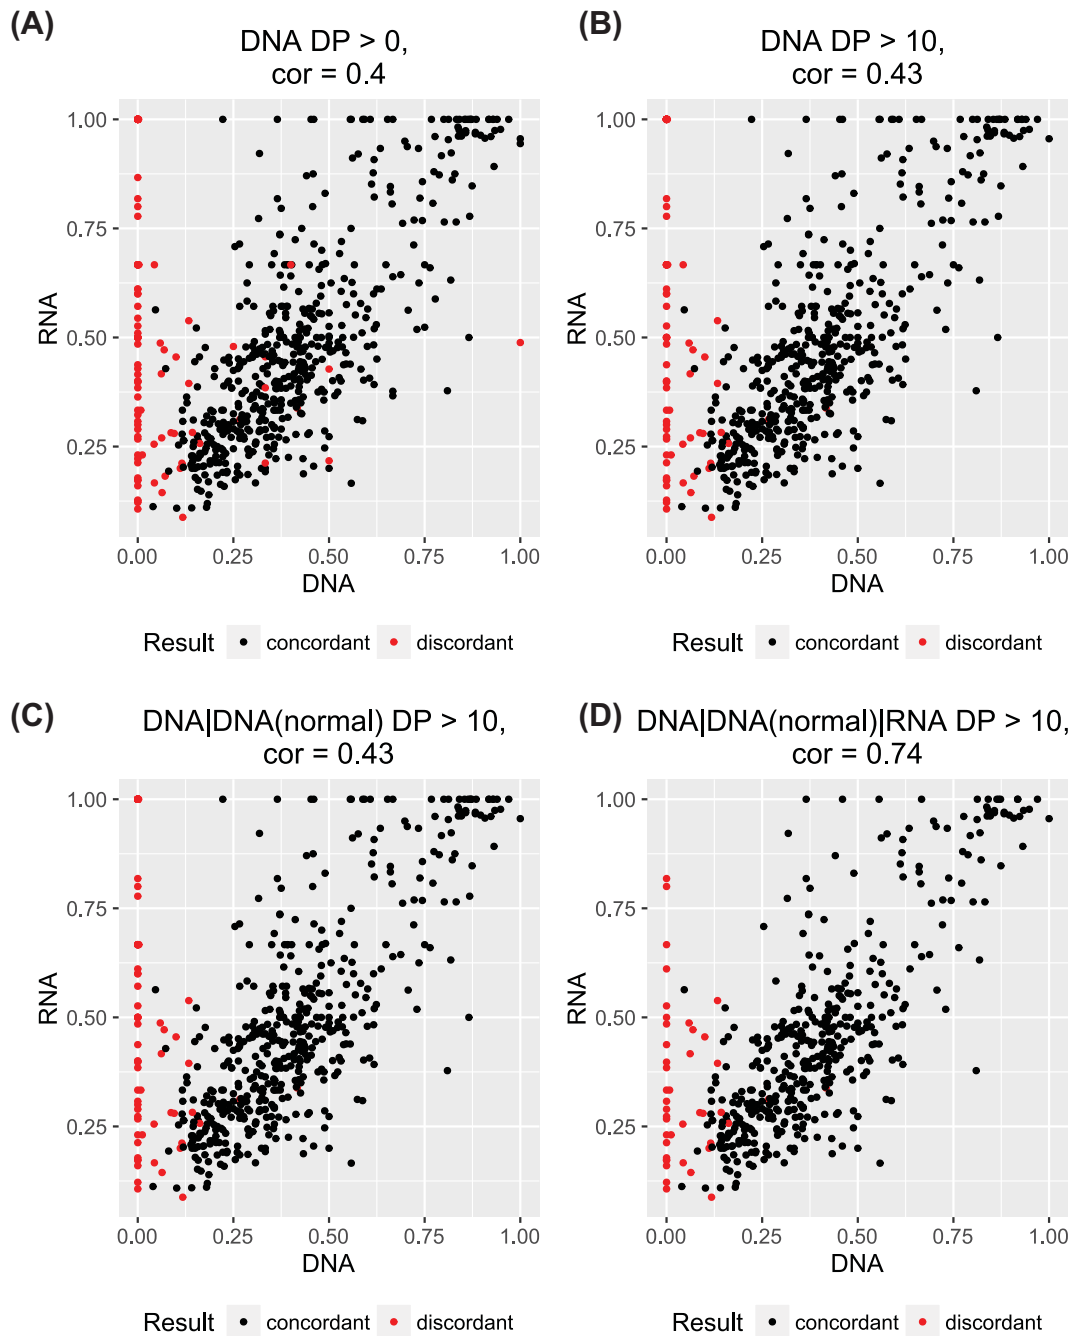 (A)
DNA DP > 0,
cor = 0.4
1.00
0.75
0.50
0.25
RNA
0.00 0.25 0.50 0.75 1.00
DNA
Result concordant discordant
(B)
DNA DP > 10,
cor = 0.43
1.00
0.75
0.50
0.25
RNA
0.00 0.25 0.50 0.75 1.00
DNA
Result concordant discordant
(C)
DNA|DNA(normal) DP > 10,
cor = 0.43
1.00
0.75
0.50
0.25
RNA
0.00 0.25 0.50 0.75 1.00
DNA
Result concordant discordant
(D)
DNA|DNA(normal)|RNA DP > 10,
cor = 0.74
1.00
0.75
0.50
0.25
RNA
0.00 0.25 0.50 0.75 1.00
DNA
Result concordant discordant